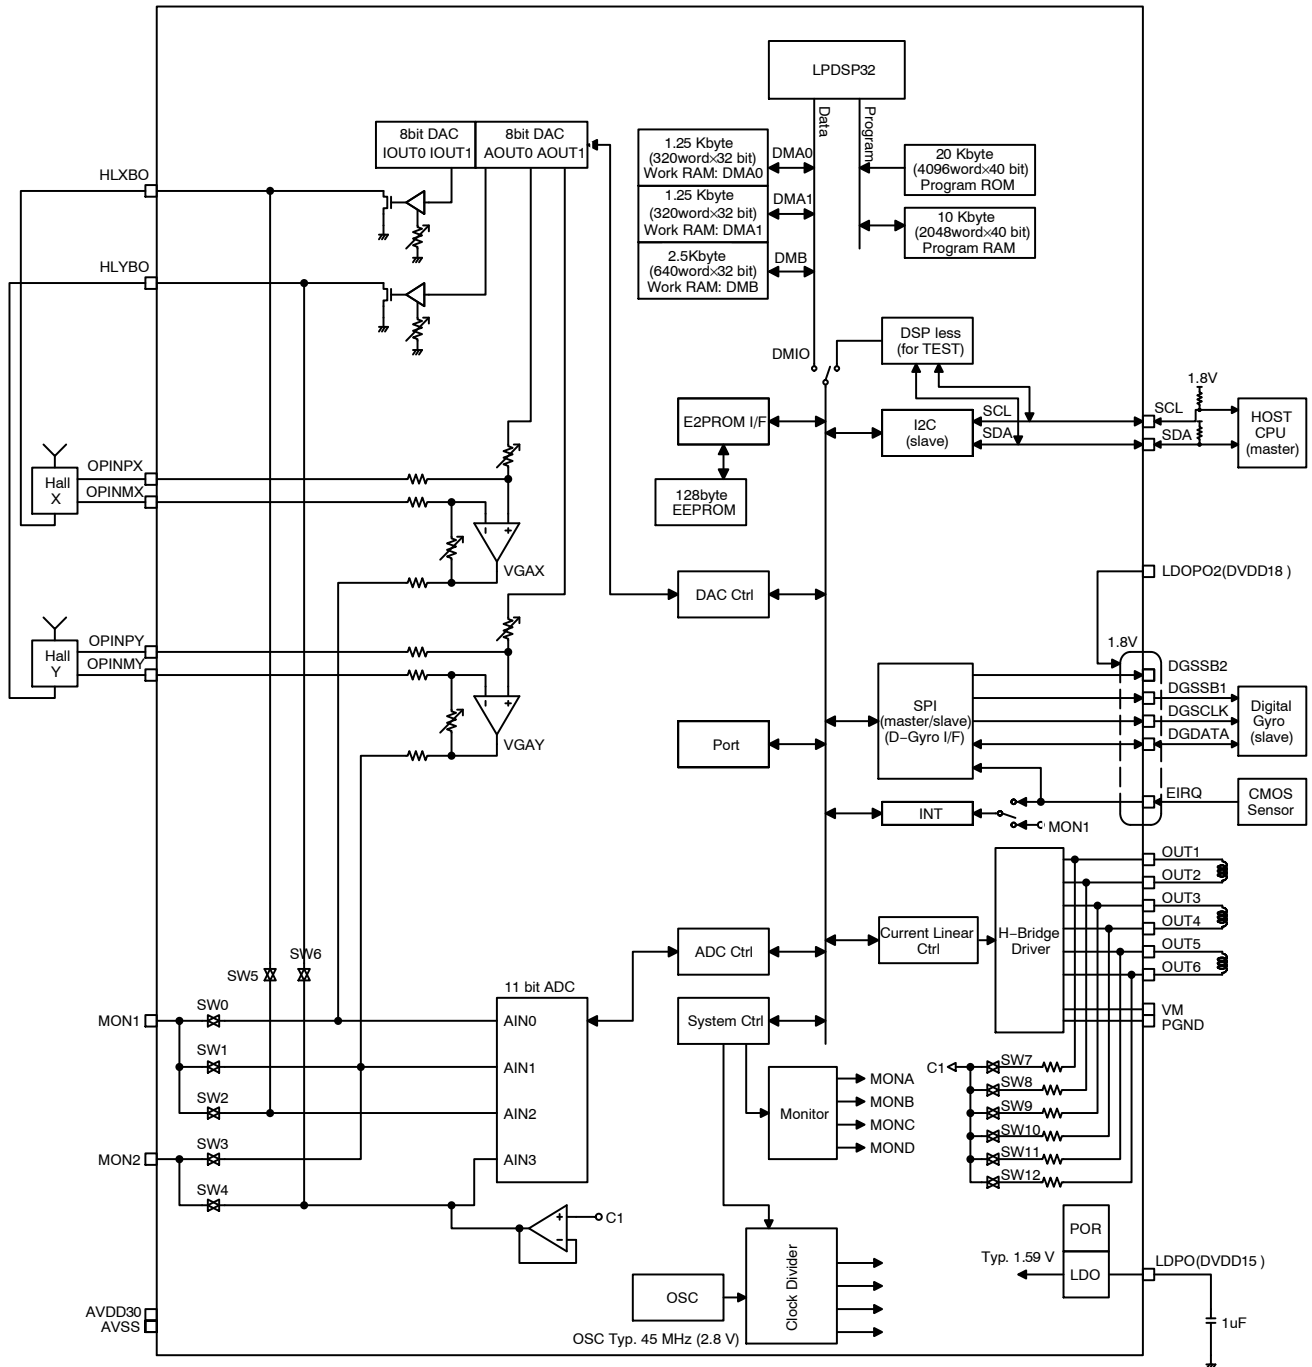 LPDSP32
Data
Program
8bit DAC
IOUT0 IOUT1
8bit DAC
AOUT0 AOUT1
1.25 Kbyte
(320word×32 bit)
Work RAM: DMA0
DMA0
20 Kbyte
(4096word×40 bit)
Program ROM
1.25 Kbyte
(320word×32 bit)
Work RAM: DMA1
DMA1
10 Kbyte
(2048word×40 bit)
Program RAM
2.5Kbyte
(640word×32 bit)
Work RAM: DMB
DMB
HLXBO
HLYBO
DMIO
DSP less
(for TEST)
1.8V
E2PROM I/F
I2C
(slave)
SCL
SDA
SCL
SDA
HOST
CPU
(master)
128byte
EEPROM
Hall
X
OPINPX
OPINMX
- +
VGAX
DAC Ctrl
LDOPO2(DVDD18 )
1.8V
Hall
Y
OPINPY
OPINMY
- +
VGAY
Port
SPI
(master/slave)
(D−Gyro I/F)
DGSSB2
DGSSB1
DGSCLK
DGDATA
Digital
Gyro
(slave)
EIRQ
CMOS
Sensor
INT
MON1
OUT1
OUT2
OUT3
OUT4
OUT5
OUT6
VM
PGND
Current Linear
Ctrl
H−Bridge
Driver
ADC Ctrl
System Ctrl
SW5
SW6
11 bit ADC
AIN0
AIN1
AIN2
AIN3
MON1
SW0
SW1
SW2
MON2
SW3
SW4
Monitor
MONA
MONB
MONC
MOND
C1
SW7
SW8
SW9
SW10
SW11
SW12
+
-
C1
POR
LDO
Typ. 1.59 V
LDPO(DVDD15 )
1uF
OSC
Clock Divider
OSC Typ. 45 MHz (2.8 V)
AVDD30
AVSS